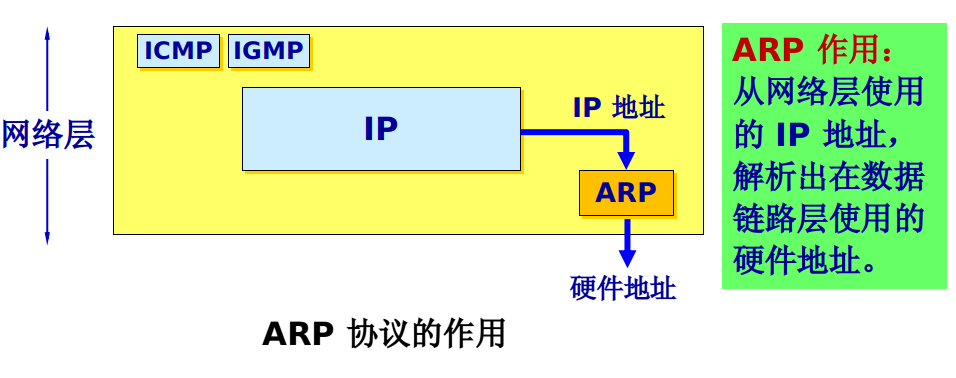 ICMP IGMP
IP
IP 地址
ARP
硬件地址
网络层
ARP 作用：
从网络层使用
的 IP 地址，
解析出在数据
链路层使用的
硬件地址。
ARP 协议的作用